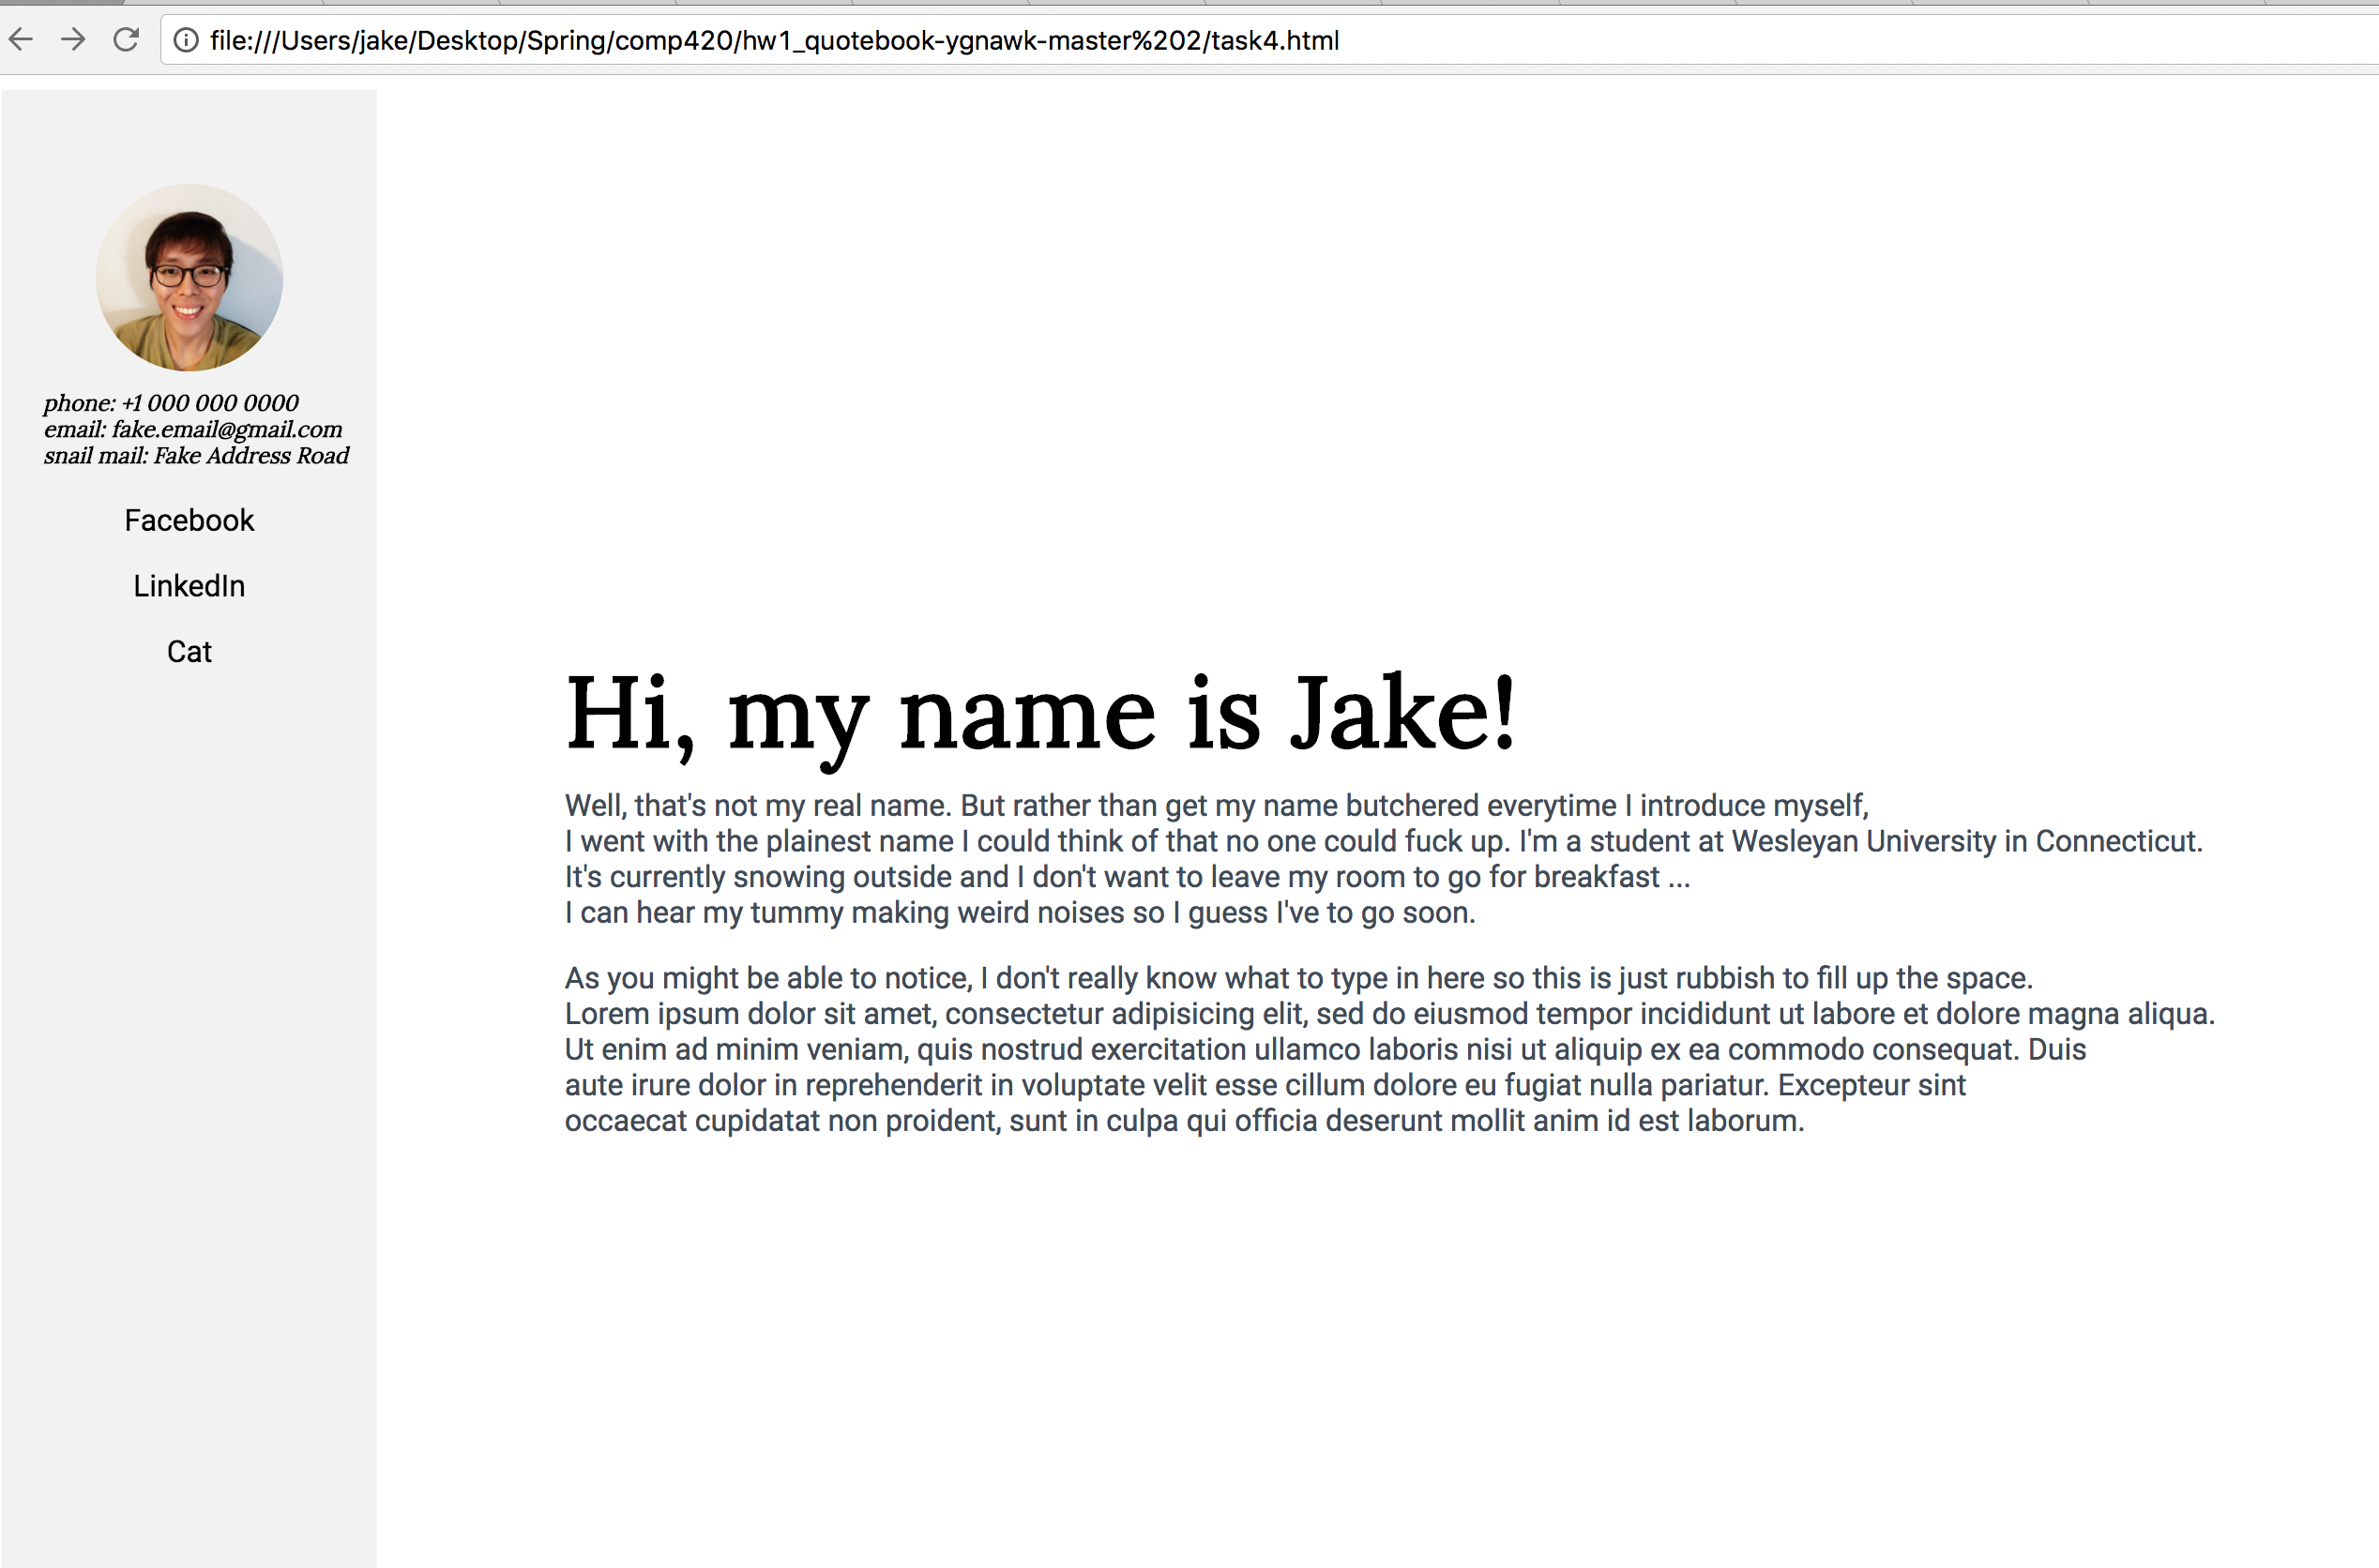 file:///Users/jake/Desktop/Spring/comp420/hw1_quotebook-ygnawk-master%202/task4.html
phone: +1 000 000 0000
email: fake.email@gmail.com
snail mail: Fake Address Road
Facebook
LinkedIn
Cat
Hi, my name is Jake!
Well, that's not my real name. But rather than get my name butchered everytime I introduce myself,
I went with the plainest name I could think of that no one could fuck up. I'm a student at Wesleyan University in Connecticut.
It's currently snowing outside and I don't want to leave my room to go for breakfast ...
I can hear my tummy making weird noises so I guess I've to go soon.
As you might be able to notice, I don't really know what to type in here so this is just rubbish to fill up the space.
Lorem ipsum dolor sit amet, consectetur adipisicing elit, sed do eiusmod tempor incididunt ut labore et dolore magna aliqua.
Ut enim ad minim veniam, quis nostrud exercitation ullamco laboris nisi ut aliquip ex ea commodo consequat. Duis
aute irure dolor in reprehenderit in voluptate velit esse cillum dolore eu fugiat nulla pariatur. Excepteur sint
occaecat cupidatat non proident, sunt in culpa qui officia deserunt mollit anim id est laborum.